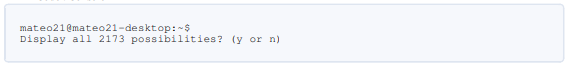 mateo21@mateo21-desktop:~$
Display all 2173 possibilities? (y or n)